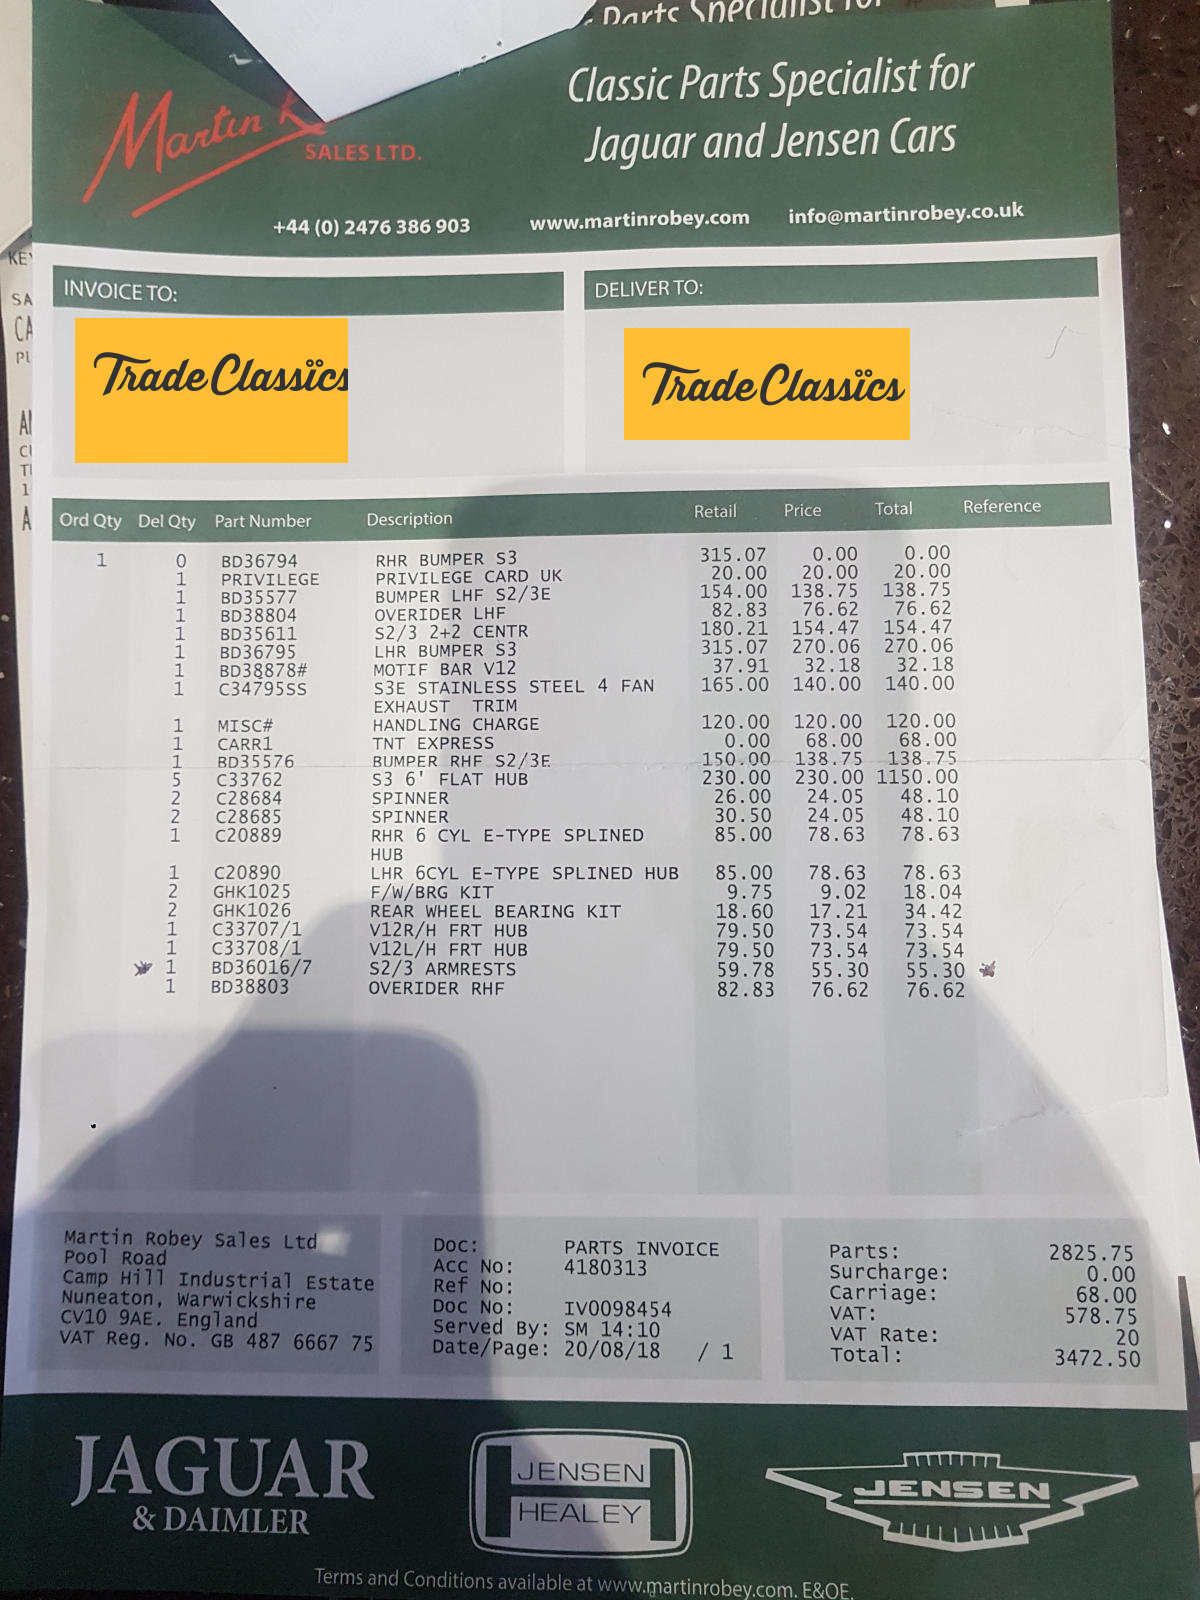 Parts Specialist for
Martin
SALES LTD.
Classic Parts Specialist for
Jaguar and Jensen Cars
+44 (0) 2476 386 903 www.martinrobey.com info@martinrobey.co.uk
INVOICE TO:
DELIVER TO:
Trade Classics
Trade Classics
Ord Qty Del Qty Part Number Description Retail Price Total Reference
1 0 BD36794 RHR BUMPER S3 315.07 0.00 0.00
1 PRIVILEGE PRIVILEGE CARD UK 20.00 20.00 20.00
1 BD35577 BUMPER LHF S2/3E 154.00 138.75 138.75
1 BD38804 OVERIDER LHF 82.83 76.62 76.62
1 BD35611 S2/3 2+2 CENTR 180.21 154.47 154.47
1 BD36795 LHR BUMPER S3 315.07 270.06 270.06
1 BD38878# MOTIF BAR V12 37.91 32.18 32.18
1 C34795SS S3E STAINLESS STEEL 4 FAN 165.00 140.00 140.00
EXHAUST TRIM
1 MISC# HANDLING CHARGE 120.00 120.00 120.00
1 CARR1 TNT EXPRESS 0.00 68.00 68.00
1 BD35576 BUMPER RHF S2/3E 150.00 138.75 138.75
5 C33762 S3 6' FLAT HUB 230.00 230.00 1150.00
2 C28684 SPINNER 26.00 24.05 48.10
2 C28685 SPINNER 30.50 24.05 48.10
1 C20889 RHR 6 CYL E-TYPE SPLINED 85.00 78.63 78.63
HUB
1 C20890 LHR 6CYL E-TYPE SPLINED HUB 85.00 78.63 78.63
2 GHK1025 F/W/BRG KIT 9.75 9.02 18.04
2 GHK1026 REAR WHEEL BEARING KIT 18.60 17.21 34.42
1 C33707/1 V12R/H FRT HUB 79.50 73.54 73.54
1 C33708/1 V12L/H FRT HUB 79.50 73.54 73.54
1 BD36016/7 S2/3 ARMRESTS 59.78 55.30 55.30
1 BD38803 OVERIDER RHF 82.83 76.62 76.62
Martin Robey Sales Ltd
Pool Road
Camp Hill Industrial Estate
Nuneaton, Warwickshire
CV10 9AE. England
VAT Reg. No. GB 487 6667 75
Doc: PARTS INVOICE
Acc No: 4180313
Ref No:
Doc No: IV0098454
Served By: SM 14:10
Date/Page: 20/08/18 / 1
Parts: 2825.75
Surcharge: 0.00
Carriage: 68.00
VAT: 578.75
VAT Rate: 20
Total: 3472.50
JAGUAR
& DAIMLER
JENSEN
HEALEY
JENSEN
Terms and Conditions available at www.martinrobey.com. E&OE.